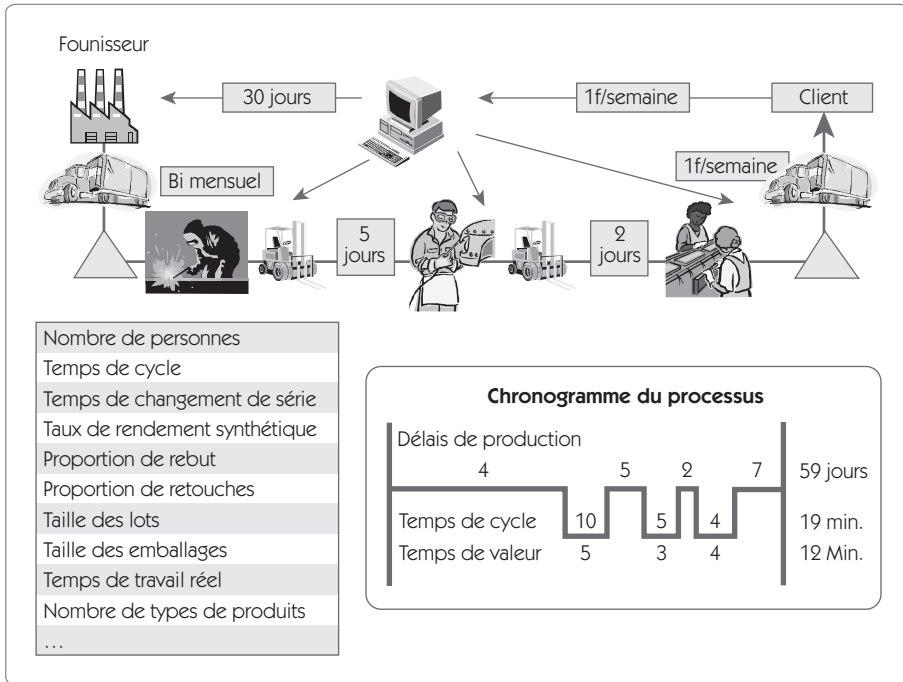 Founisseur
30 jours
1f/semaine
Client
Bi mensuel
1f/semaine
5
jours
2
jours
Nombre de personnes
Temps de cycle
Temps de changement de série
Taux de rendement synthétique
Proportion de rebut
Proportion de retouches
Taille des lots
Taille des emballages
Temps de travail réel
Nombre de types de produits
…
Chronogramme du processus
Délais de production
4 5 2 7 59 jours
Temps de cycle 10 5 4 19 min.
Temps de valeur 5 3 4 12 Min.